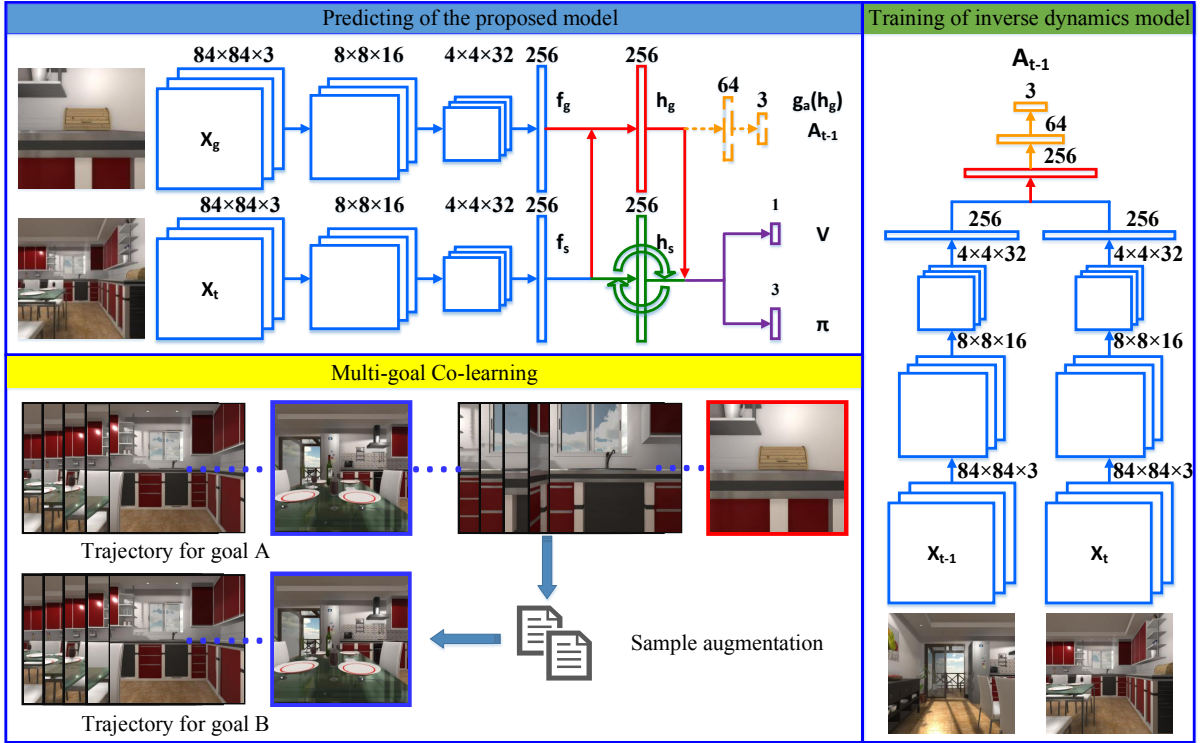 Predicting of the proposed model
84×84×3
8×8×16
4×4×32
256
256
64
3
X_g
f_g
h_g
g_a(h_g)
A_{t-1}
84×84×3
8×8×16
4×4×32
256
256
1
X_t
f_s
h_s
V
3
π
Multi-goal Co-learning
Trajectory for goal A
Sample augmentation
Trajectory for goal B
Training of inverse dynamics model
A_{t-1}
3
64
256
256
256
4×4×32
4×4×32
8×8×16
8×8×16
84×84×3
84×84×3
X_{t-1}
X_t